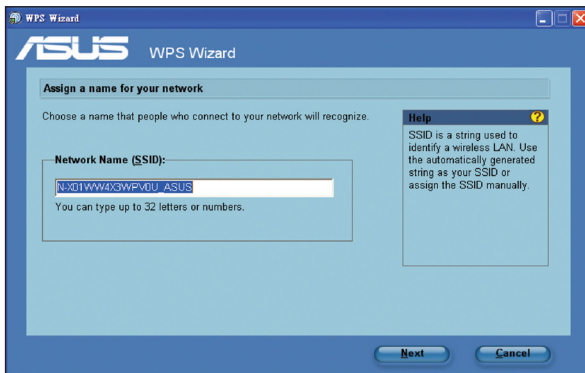 WPS Wizard
ASUS WPS Wizard
Assign a name for your network
Choose a name that people who connect to your network will recognize.
Network Name (SSID):
N-X01WW4X3WPV0U_ASUS
You can type up to 32 letters or numbers.
Help
SSID is a string used to
identify a wireless LAN. Use
the automatically generated
string as your SSID or
assign the SSID manually.
Next Cancel